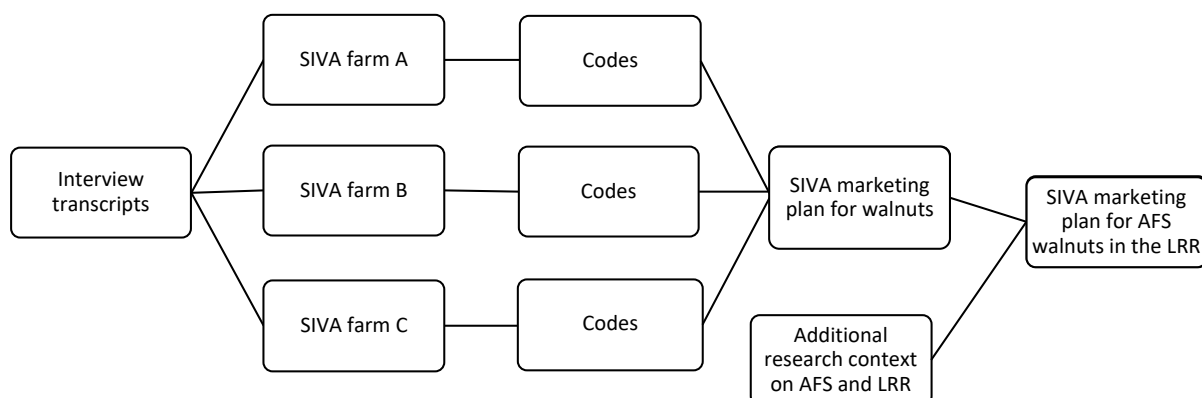 Interview
transcripts
SIVA farm A
Codes
SIVA farm B
Codes
SIVA farm C
Codes
SIVA marketing
plan for walnuts
Additional
research context
on AFS and LRR
SIVA marketing
plan for AFS
walnuts in the LRR